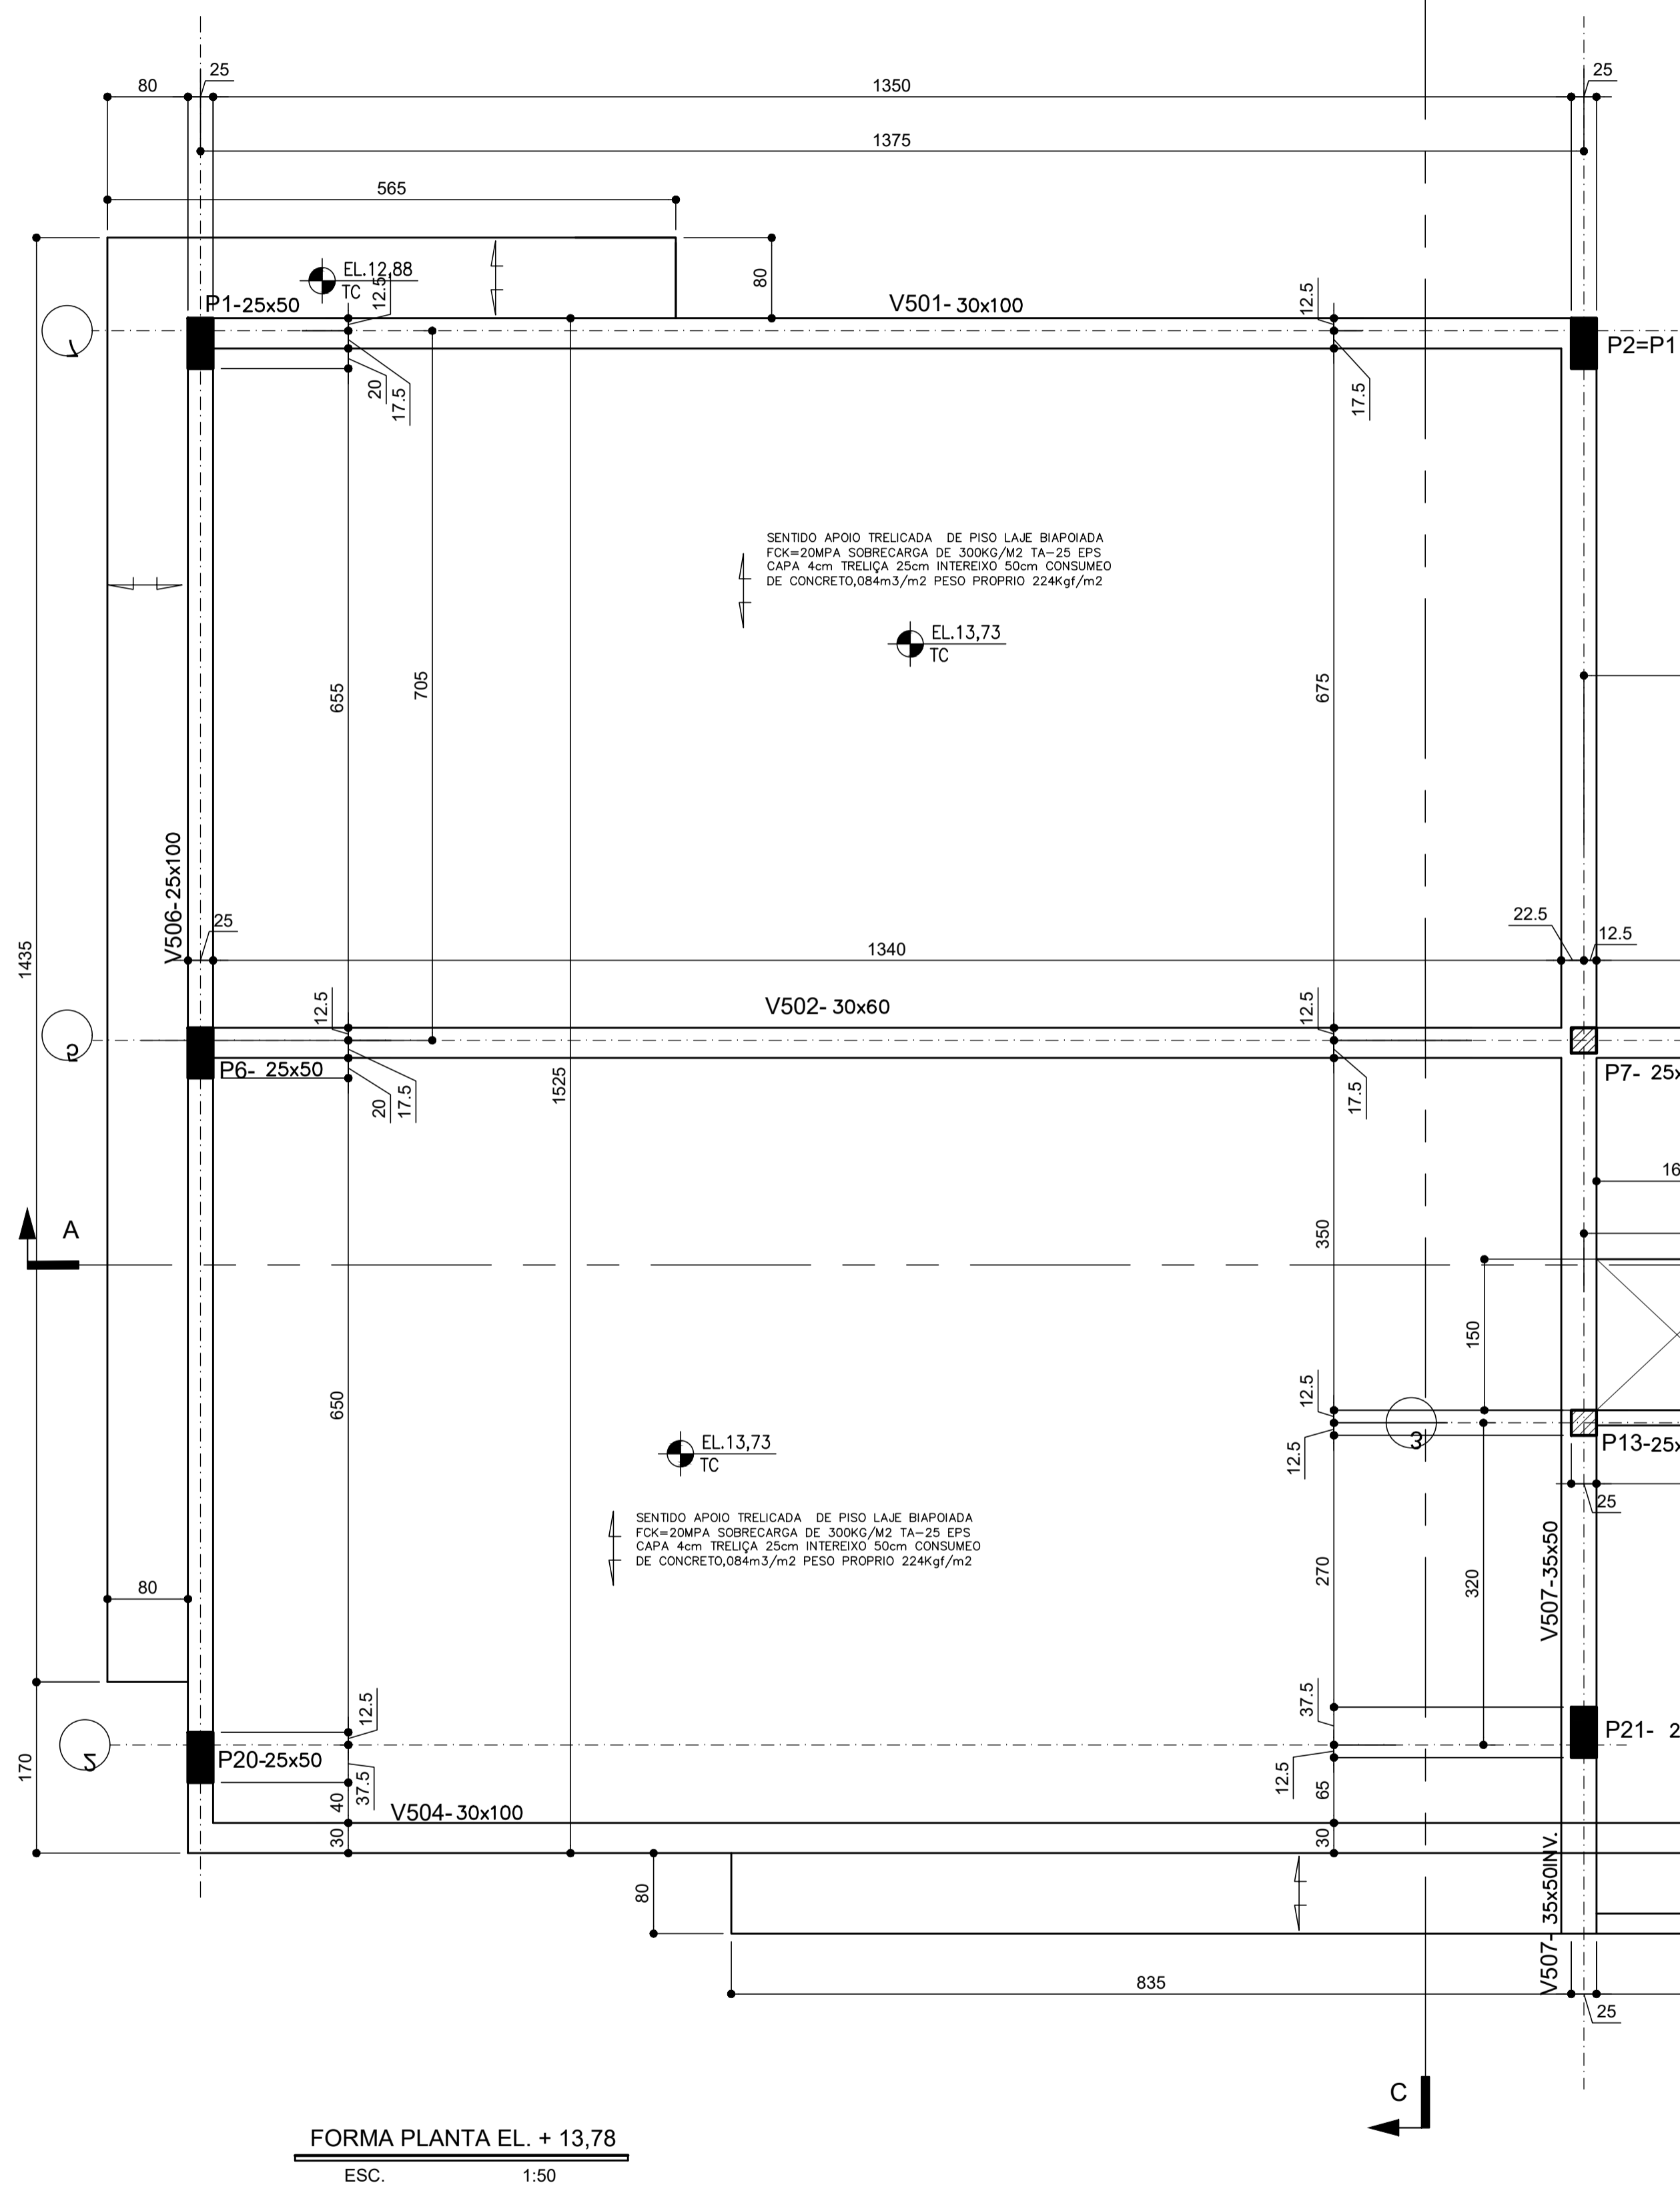 80
25
1350
25
1375
565
EL.12,88
TC
12.5
80
P1-25x50
V501-30x100
12.5
P2=P1
20
17.5
17.5
SENTIDO APOIO TRELICADA DE PISO LAJE BIAPOIADA
FCK=20MPA SOBRECARGA DE 300KG/M2 TA-25 EPS
CAPA 4cm TRELIÇA 25cm INTEREIXO 50cm CONSUMEO
DE CONCRETO,084m3/m2 PESO PROPRIO 224Kgf/m2
EL.13,73
TC
655
705
675
V506-25x100
25
1435
1340
22.5
12.5
12.5
V502- 30x60
12.5
P6- 25x50
20
17.5
1525
17.5
P7- 25x
16
A
350
150
650
12.5
12.5
3
EL.13,73
TC
P13-25x
25
SENTIDO APOIO TRELICADA DE PISO LAJE BIAPOIADA
FCK=20MPA SOBRECARGA DE 300KG/M2 TA-25 EPS
CAPA 4cm TRELIÇA 25cm INTEREIXO 50cm CONSUMEO
DE CONCRETO,084m3/m2 PESO PROPRIO 224Kgf/m2
270
320
V507-35x50
80
12.5
37.5
2
P20-25x50
P21- 2
170
37.5
40
12.5
65
V504-30x100
30
30
80
V507- 35x50INV.
835
25
C
FORMA PLANTA EL. + 13,78
ESC. 1:50